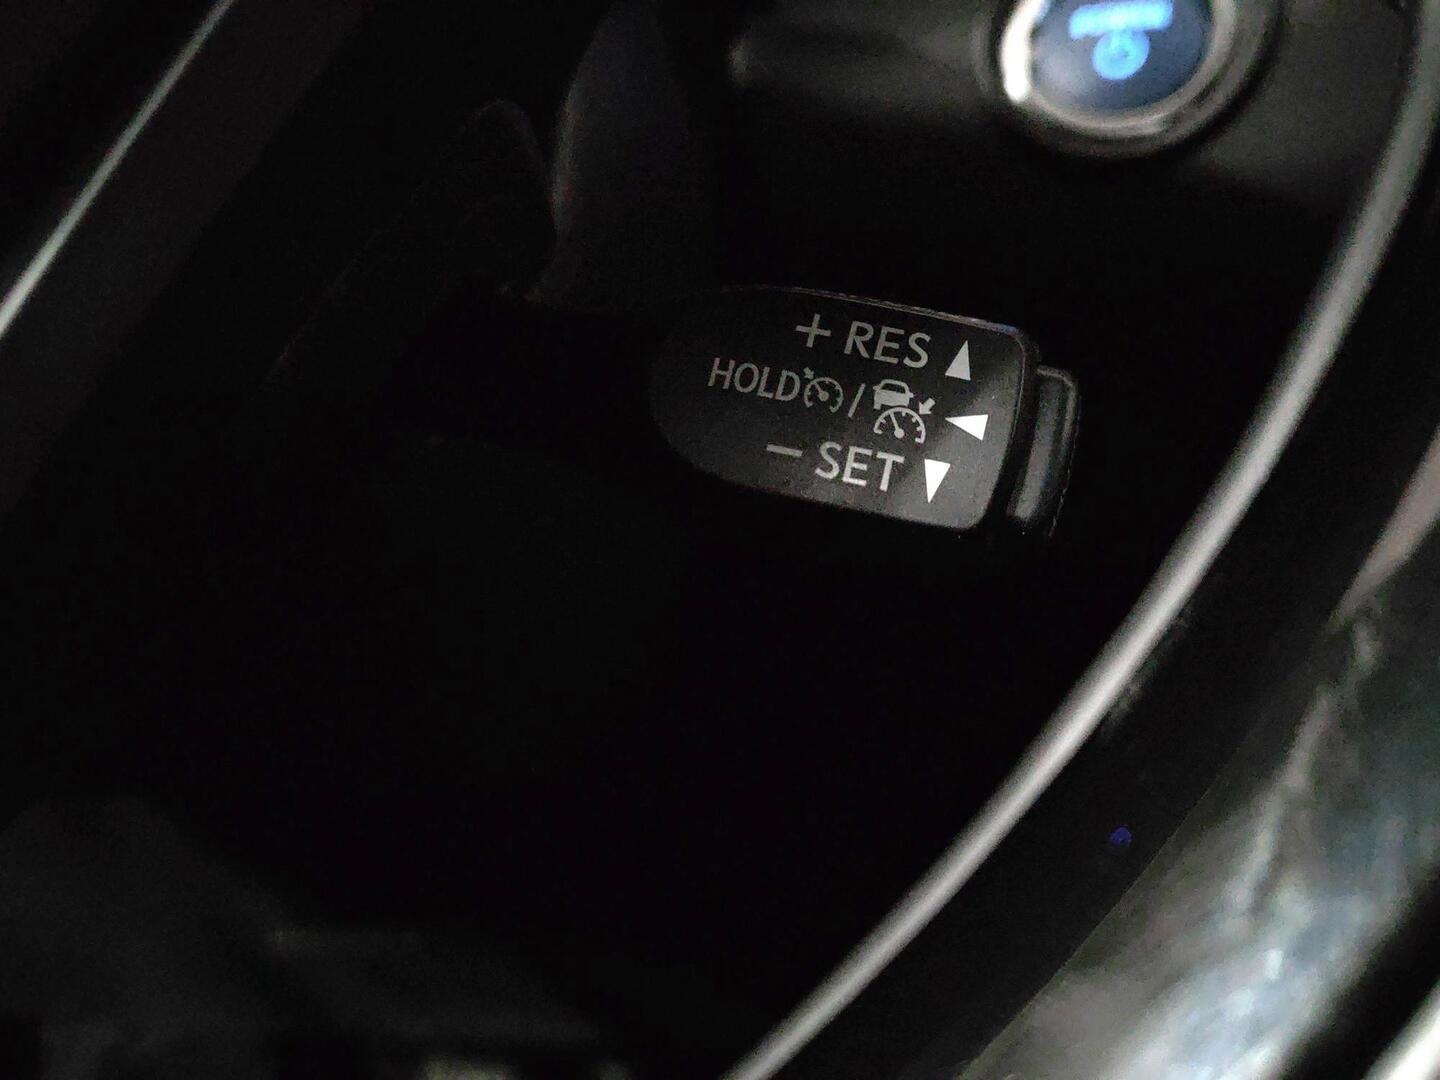 + RES ▲
HOLD / ◀
− SET ▼